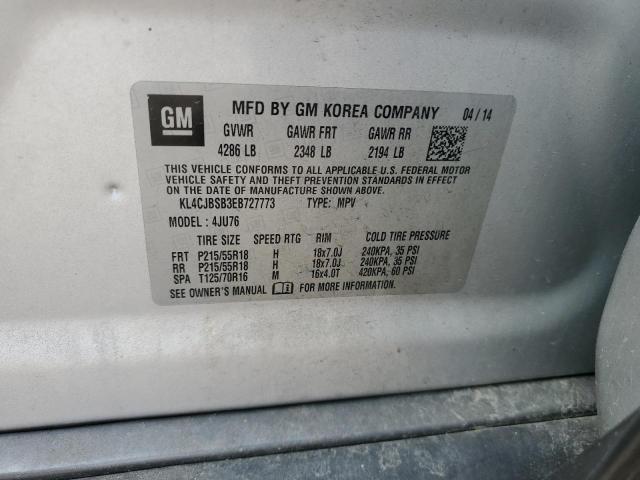 GM MFD BY GM KOREA COMPANY 04/14
GVWR GAWR FRT GAWR RR
4286 LB 2348 LB 2194 LB
THIS VEHICLE CONFORMS TO ALL APPLICABLE U.S. FEDERAL MOTOR
VEHICLE SAFETY AND THEFT PREVENTION STANDARDS IN EFFECT ON THE
DATE OF MANUFACTURE SHOWN ABOVE.
KL4CJBSB3EB727773 TYPE: MPV
MODEL: 4JU76
TIRE SIZE SPEED RTG RIM COLD TIRE PRESSURE
FRT P215/55R18 H 18x7.0J 240KPA, 35 PSI
RR P215/55R18 H 18x7.0J 240KPA, 35 PSI
SPA T125/70R16 M 16x4.0T 420KPA, 60 PSI
SEE OWNER'S MANUAL FOR MORE INFORMATION.